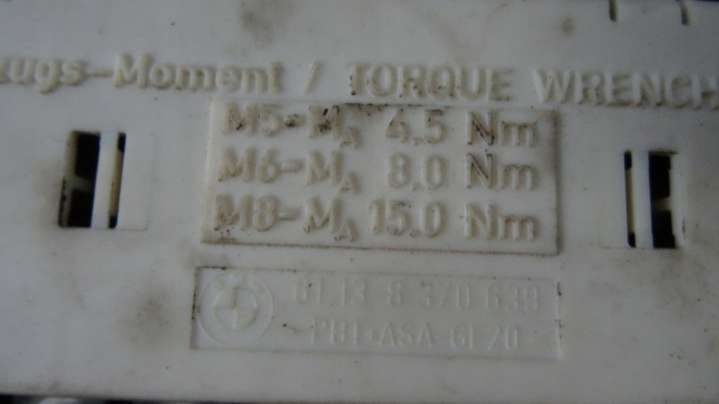 zugs-Moment / TORQUE WRENCH
M5-MA 4,5 Nm
M6-MA 8,0 Nm
M8-MA 15.0 Nm
61.13 8 370 639
PBT-ASA-GF20